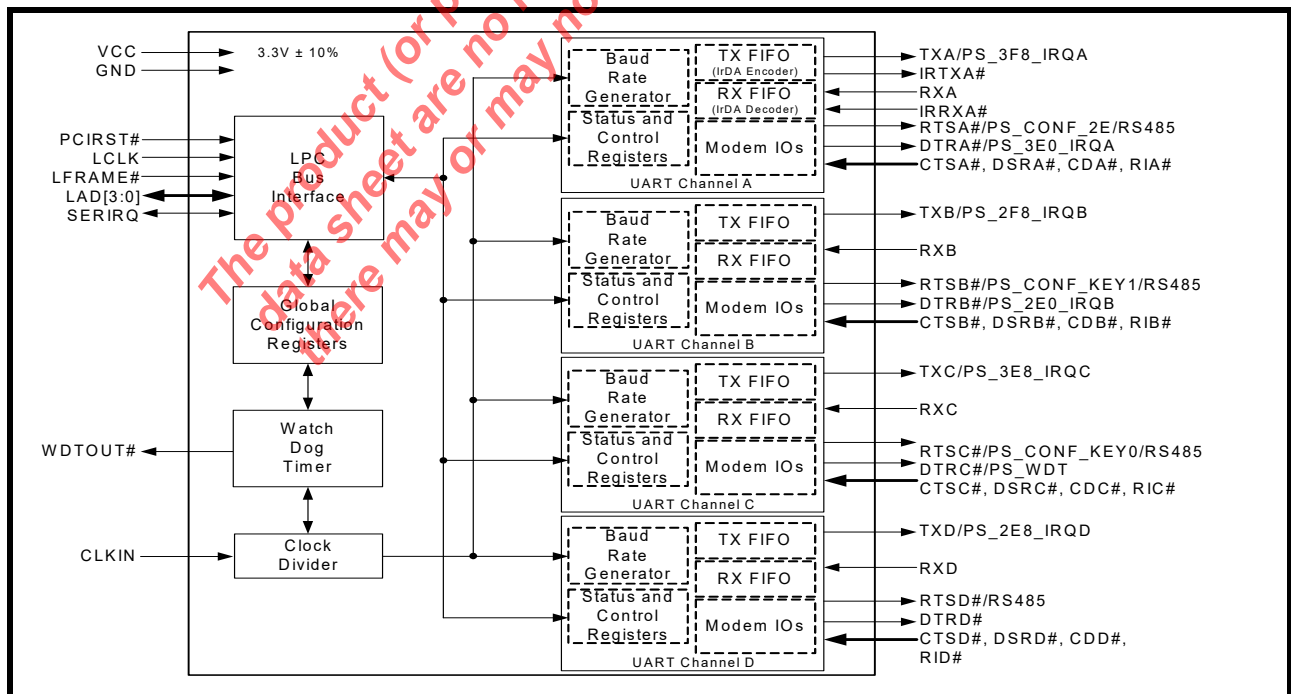 VCC
GND
3.3V ± 10%
PCIRST#
LCLK
LFRAME#
LAD[3:0]
SERIRQ
LPC
Bus
Interface
Global
Configuration
Registers
WDTOUT#
Watch
Dog
Timer
CLKIN
Clock
Divider
Baud
Rate
Generator
TX FIFO
(IrDA Encoder)
RX FIFO
(IrDA Decoder)
Status and
Control
Registers
Modem IOs
UART Channel A
TXA/PS_3F8_IRQA
IRTXA#
RXA
IRRXA#
RTSA#/PS_CONF_2E/RS485
DTRA#/PS_3E0_IRQA
CTSA#, DSRA#, CDA#, RIA#
Baud
Rate
Generator
TX FIFO
RX FIFO
Status and
Control
Registers
Modem IOs
UART Channel B
TXB/PS_2F8_IRQB
RXB
RTSB#/PS_CONF_KEY1/RS485
DTRB#/PS_2E0_IRQB
CTSB#, DSRB#, CDB#, RIB#
Baud
Rate
Generator
TX FIFO
RX FIFO
Status and
Control
Registers
Modem IOs
UART Channel C
TXC/PS_3E8_IRQC
RXC
RTSC#/PS_CONF_KEY0/RS485
DTRC#/PS_WDT
CTSC#, DSRC#, CDC#, RIC#
Baud
Rate
Generator
TX FIFO
RX FIFO
Status and
Control
Registers
Modem IOs
UART Channel D
TXD/PS_2E8_IRQD
RXD
RTSD#/RS485
DTRD#
CTSD#, DSRD#, CDD#,
RID#
The product (or
data sheet are no
there may or may no